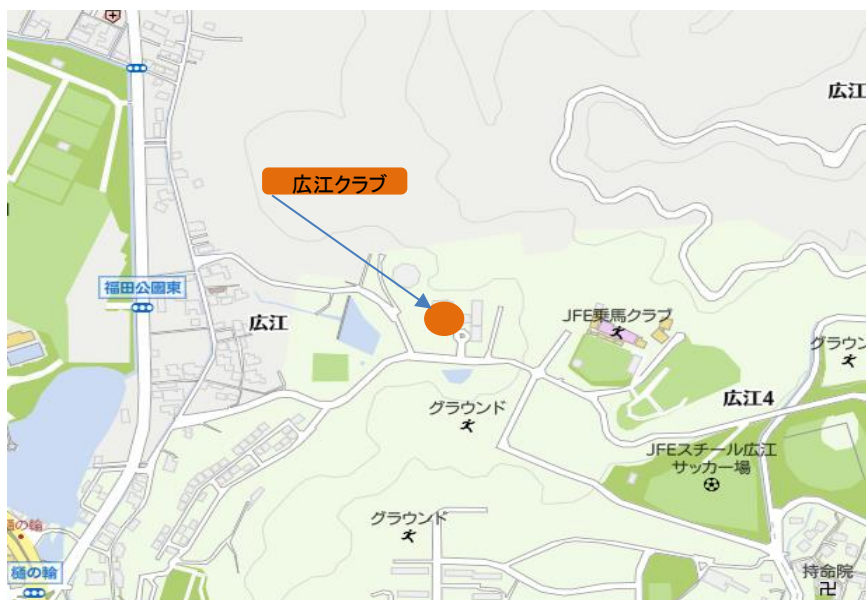 広江
広江クラブ
福田公園東
広江
JFE乗馬クラブ
グラウン
広江4
グラウンド
JFEスチール広江
サッカー場
グラウンド
の輪
樋の輪
持命院